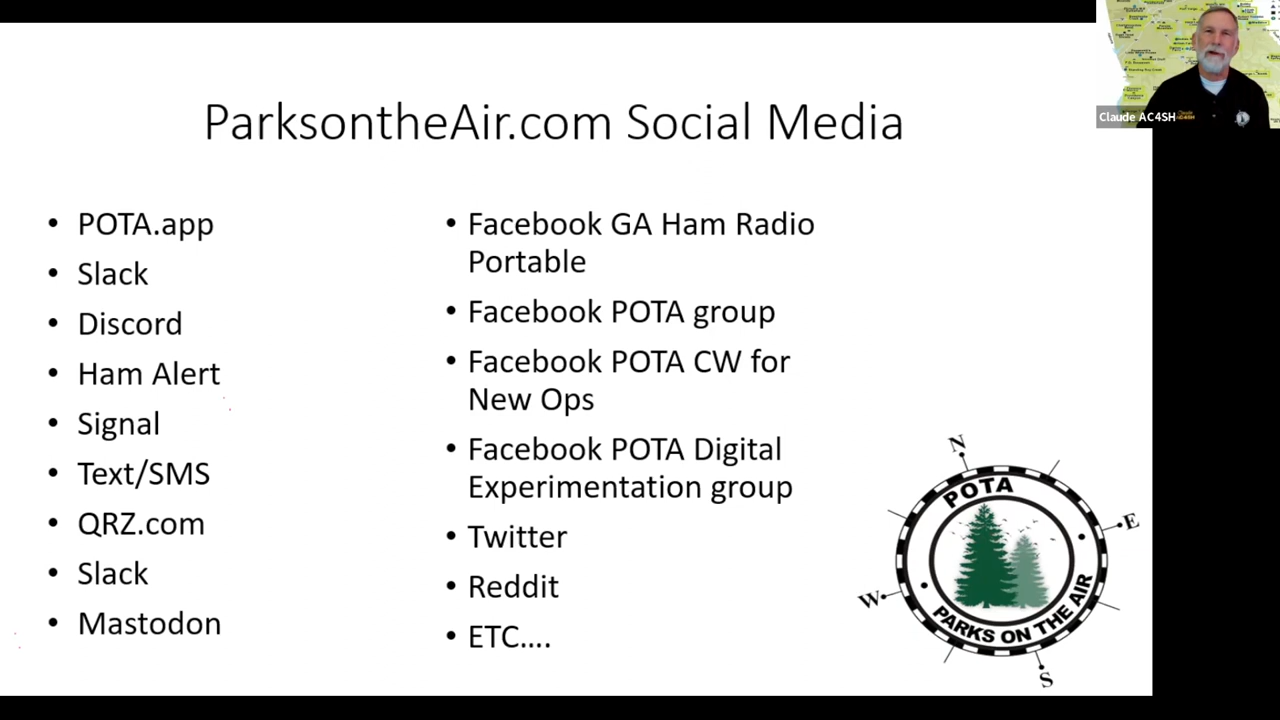 ParksontheAir.com Social Media
• POTA.app
• Slack
• Discord
• Ham Alert
• Signal
• Text/SMS
• QRZ.com
• Slack
• Mastodon
• Facebook GA Ham Radio
Portable
• Facebook POTA group
• Facebook POTA CW for
New Ops
• Facebook POTA Digital
Experimentation group
• Twitter
• Reddit
• ETC....
N
E
S
W
POTA
PARKS ON THE AIR
Claude AC4SH